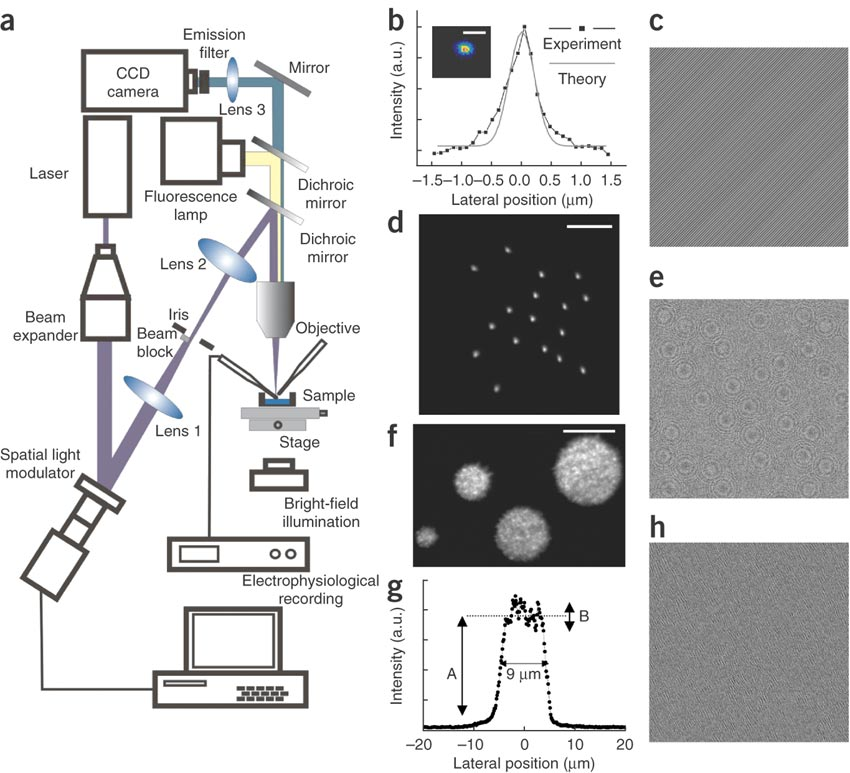 a
Emission
filter
Mirror
CCD
camera
Lens 3
Laser
Fluorescence
lamp
Dichroic
mirror
Dichroic
mirror
Lens 2
Beam
expander
Iris
Beam
block
Objective
Lens 1
Sample
Stage
Spatial light
modulator
Bright-field
illumination
Electrophysiological
recording
b
Intensity (a.u.)
Experiment
Theory
–1.5 –1.0 –0.5 0.0 0.5 1.0 1.5
Lateral position (μm)
c
d
e
f
g
Intensity (a.u.)
A
B
9 μm
–20 –10 0 10 20
Lateral position (μm)
h